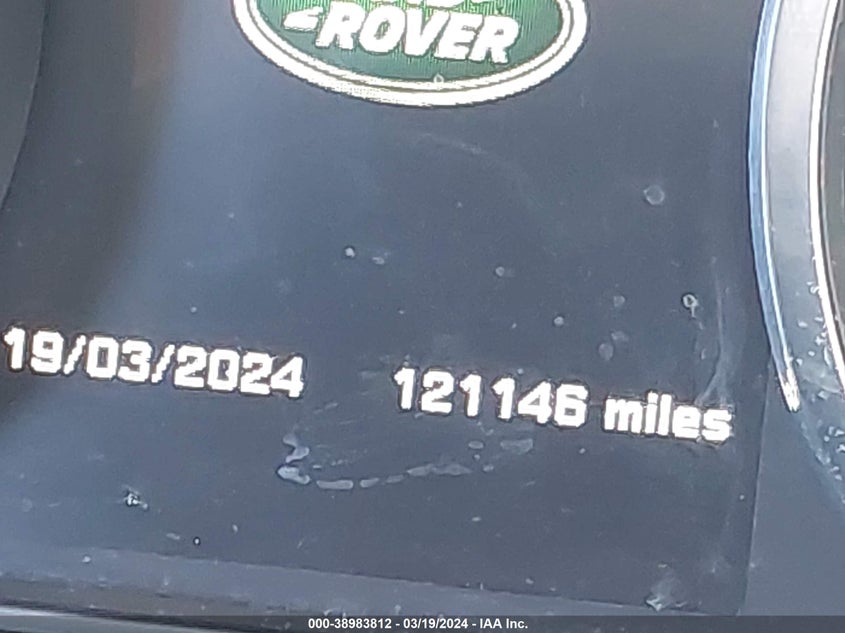 ROVER
19/03/2024 121146 miles
000-38983812 - 03/19/2024 - IAA Inc.